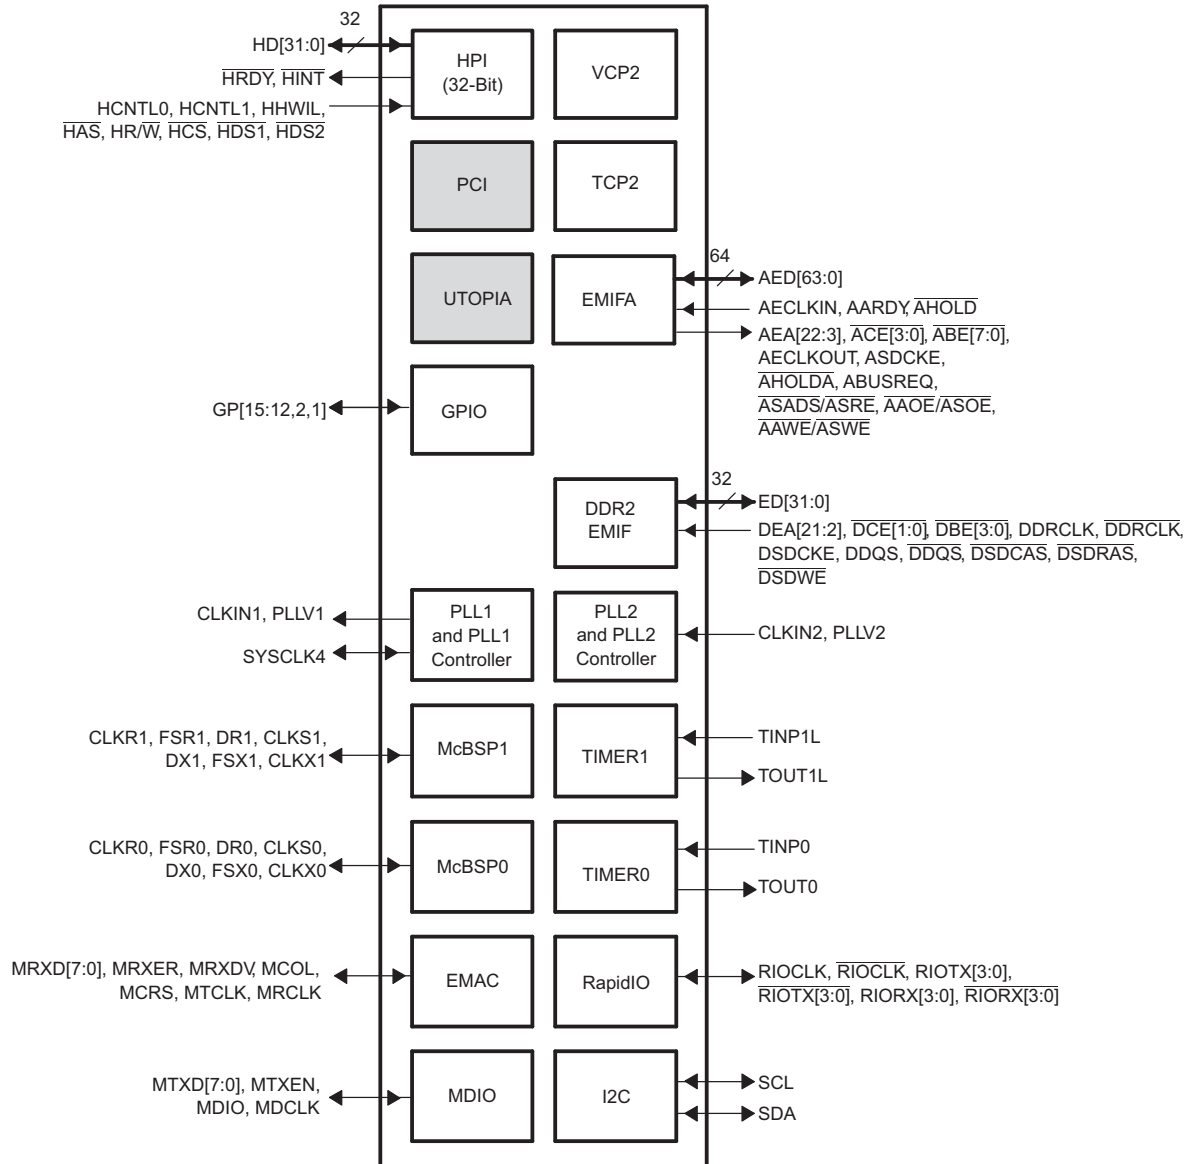 32
HD[31:0]
HRDY, HINT
HCNTL0, HCNTL1, HHWIL,
HAS, HR/W, HCS, HDS1, HDS2
HPI
(32-Bit)
VCP2
PCI
TCP2
UTOPIA
EMIFA
64
AED[63:0]
AECLKIN, AARDY, AHOLD
AEA[22:3], ACE[3:0], ABE[7:0],
AECLKOUT, ASDCKE,
AHOLDA, ABUSREQ,
ASADS/ASRE, AAOE/ASOE,
AAWE/ASWE
GP[15:12,2,1]
GPIO
DDR2
EMIF
32
ED[31:0]
DEA[21:2], DCE[1:0], DBE[3:0], DDRCLK, DDRCLK,
DSDCKE, DDQS, DDQS, DSDCAS, DSDRAS,
DSDWE
CLKIN1, PLLV1
SYSCLK4
PLL1
and PLL1
Controller
PLL2
and PLL2
Controller
CLKIN2, PLLV2
CLKR1, FSR1, DR1, CLKS1,
DX1, FSX1, CLKX1
McBSP1
TIMER1
TINP1L
TOUT1L
CLKR0, FSR0, DR0, CLKS0,
DX0, FSX0, CLKX0
McBSP0
TIMER0
TINP0
TOUT0
MRXD[7:0], MRXER, MRXDV, MCOL,
MCRS, MTCLK, MRCLK
EMAC
RapidIO
RIOCLK, RIOCLK, RIOTX[3:0],
RIOTX[3:0], RIORX[3:0], RIORX[3:0]
MTXD[7:0], MTXEN,
MDIO, MDCLK
MDIO
I2C
SCL
SDA